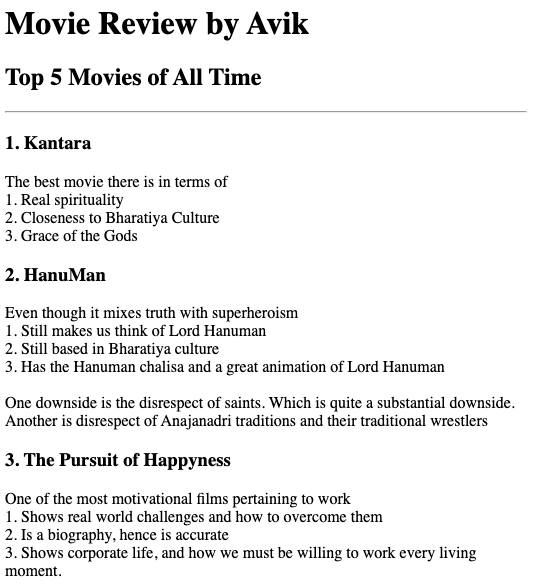 Movie Review by Avik
Top 5 Movies of All Time
1. Kantara
The best movie there is in terms of
1. Real spirituality
2. Closeness to Bharatiya Culture
3. Grace of the Gods
2. HanuMan
Even though it mixes truth with superheroism
1. Still makes us think of Lord Hanuman
2. Still based in Bharatiya culture
3. Has the Hanuman chalisa and a great animation of Lord Hanuman
One downside is the disrespect of saints. Which is quite a substantial downside.
Another is disrespect of Anajanadri traditions and their traditional wrestlers
3. The Pursuit of Happyness
One of the most motivational films pertaining to work
1. Shows real world challenges and how to overcome them
2. Is a biography, hence is accurate
3. Shows corporate life, and how we must be willing to work every living
moment.